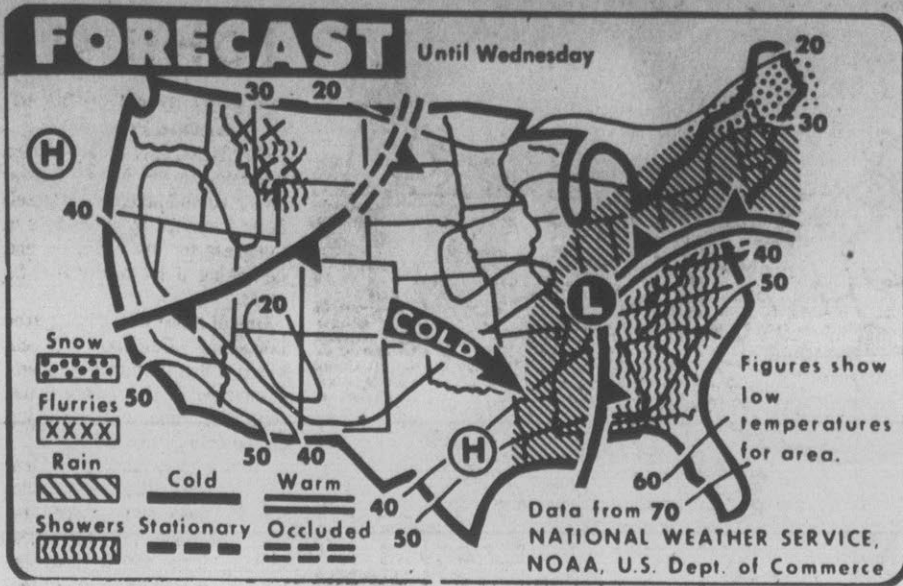 FORECAST
Until Wednesday
20
30 20
30
H
40
40
L
50
20
COLD
Snow
Figures show
50
low
Flurries
temperatures
XXXX
H
for area.
50 40
60
Rain
Cold Warm
40
70
Data from
Showers Stationary Occluded
50
NATIONAL WEATHER SERVICE,
NOAA, U.S. Dept. of Commerce